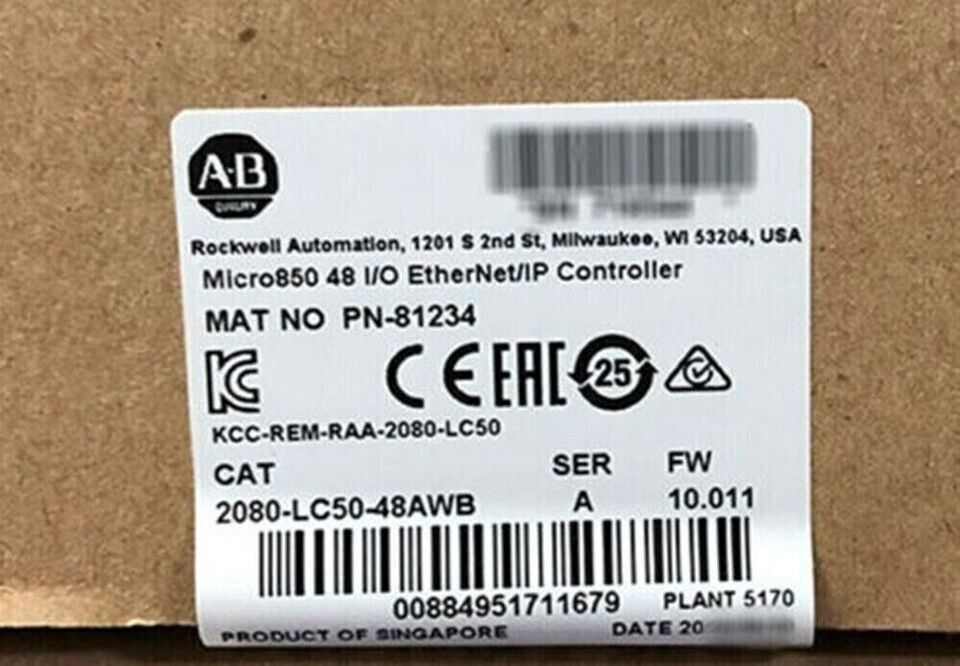 A-B
QUALITY
Rockwell Automation, 1201 S 2nd St, Milwaukee, WI 53204, USA
Micro850 48 I/O EtherNet/IP Controller
MAT NO PN-81234
KC CE EAC 25
KCC-REM-RAA-2080-LC50
CAT SER FW
2080-LC50-48AWB A 10.011
00884951711679 PLANT 5170
PRODUCT OF SINGAPORE DATE 20